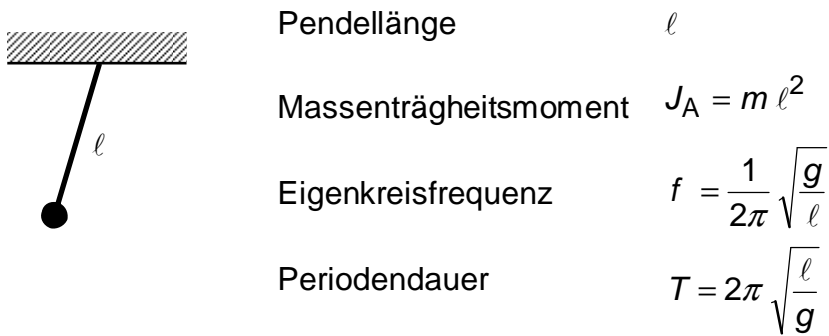 Pendellänge ℓ
Massenträgheitsmoment J_A = m ℓ²
ℓ
Eigenkreisfrequenz f = 1/(2π) √(g/ℓ)
Periodendauer T = 2π √(ℓ/g)